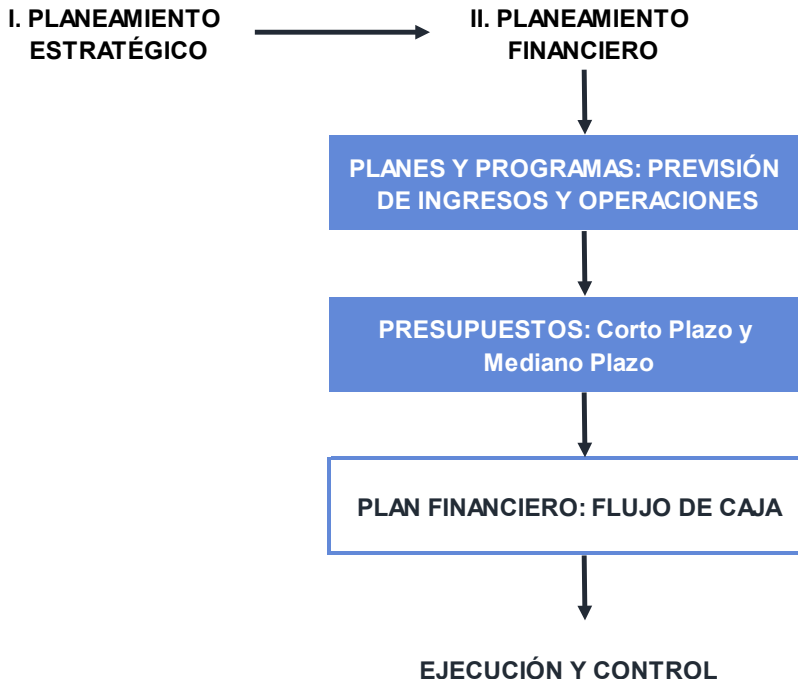 I. PLANEAMIENTO
ESTRATÉGICO
II. PLANEAMIENTO
FINANCIERO
PLANES Y PROGRAMAS: PREVISIÓN
DE INGRESOS Y OPERACIONES
PRESUPUESTOS: Corto Plazo y
Mediano Plazo
PLAN FINANCIERO: FLUJO DE CAJA
EJECUCIÓN Y CONTROL